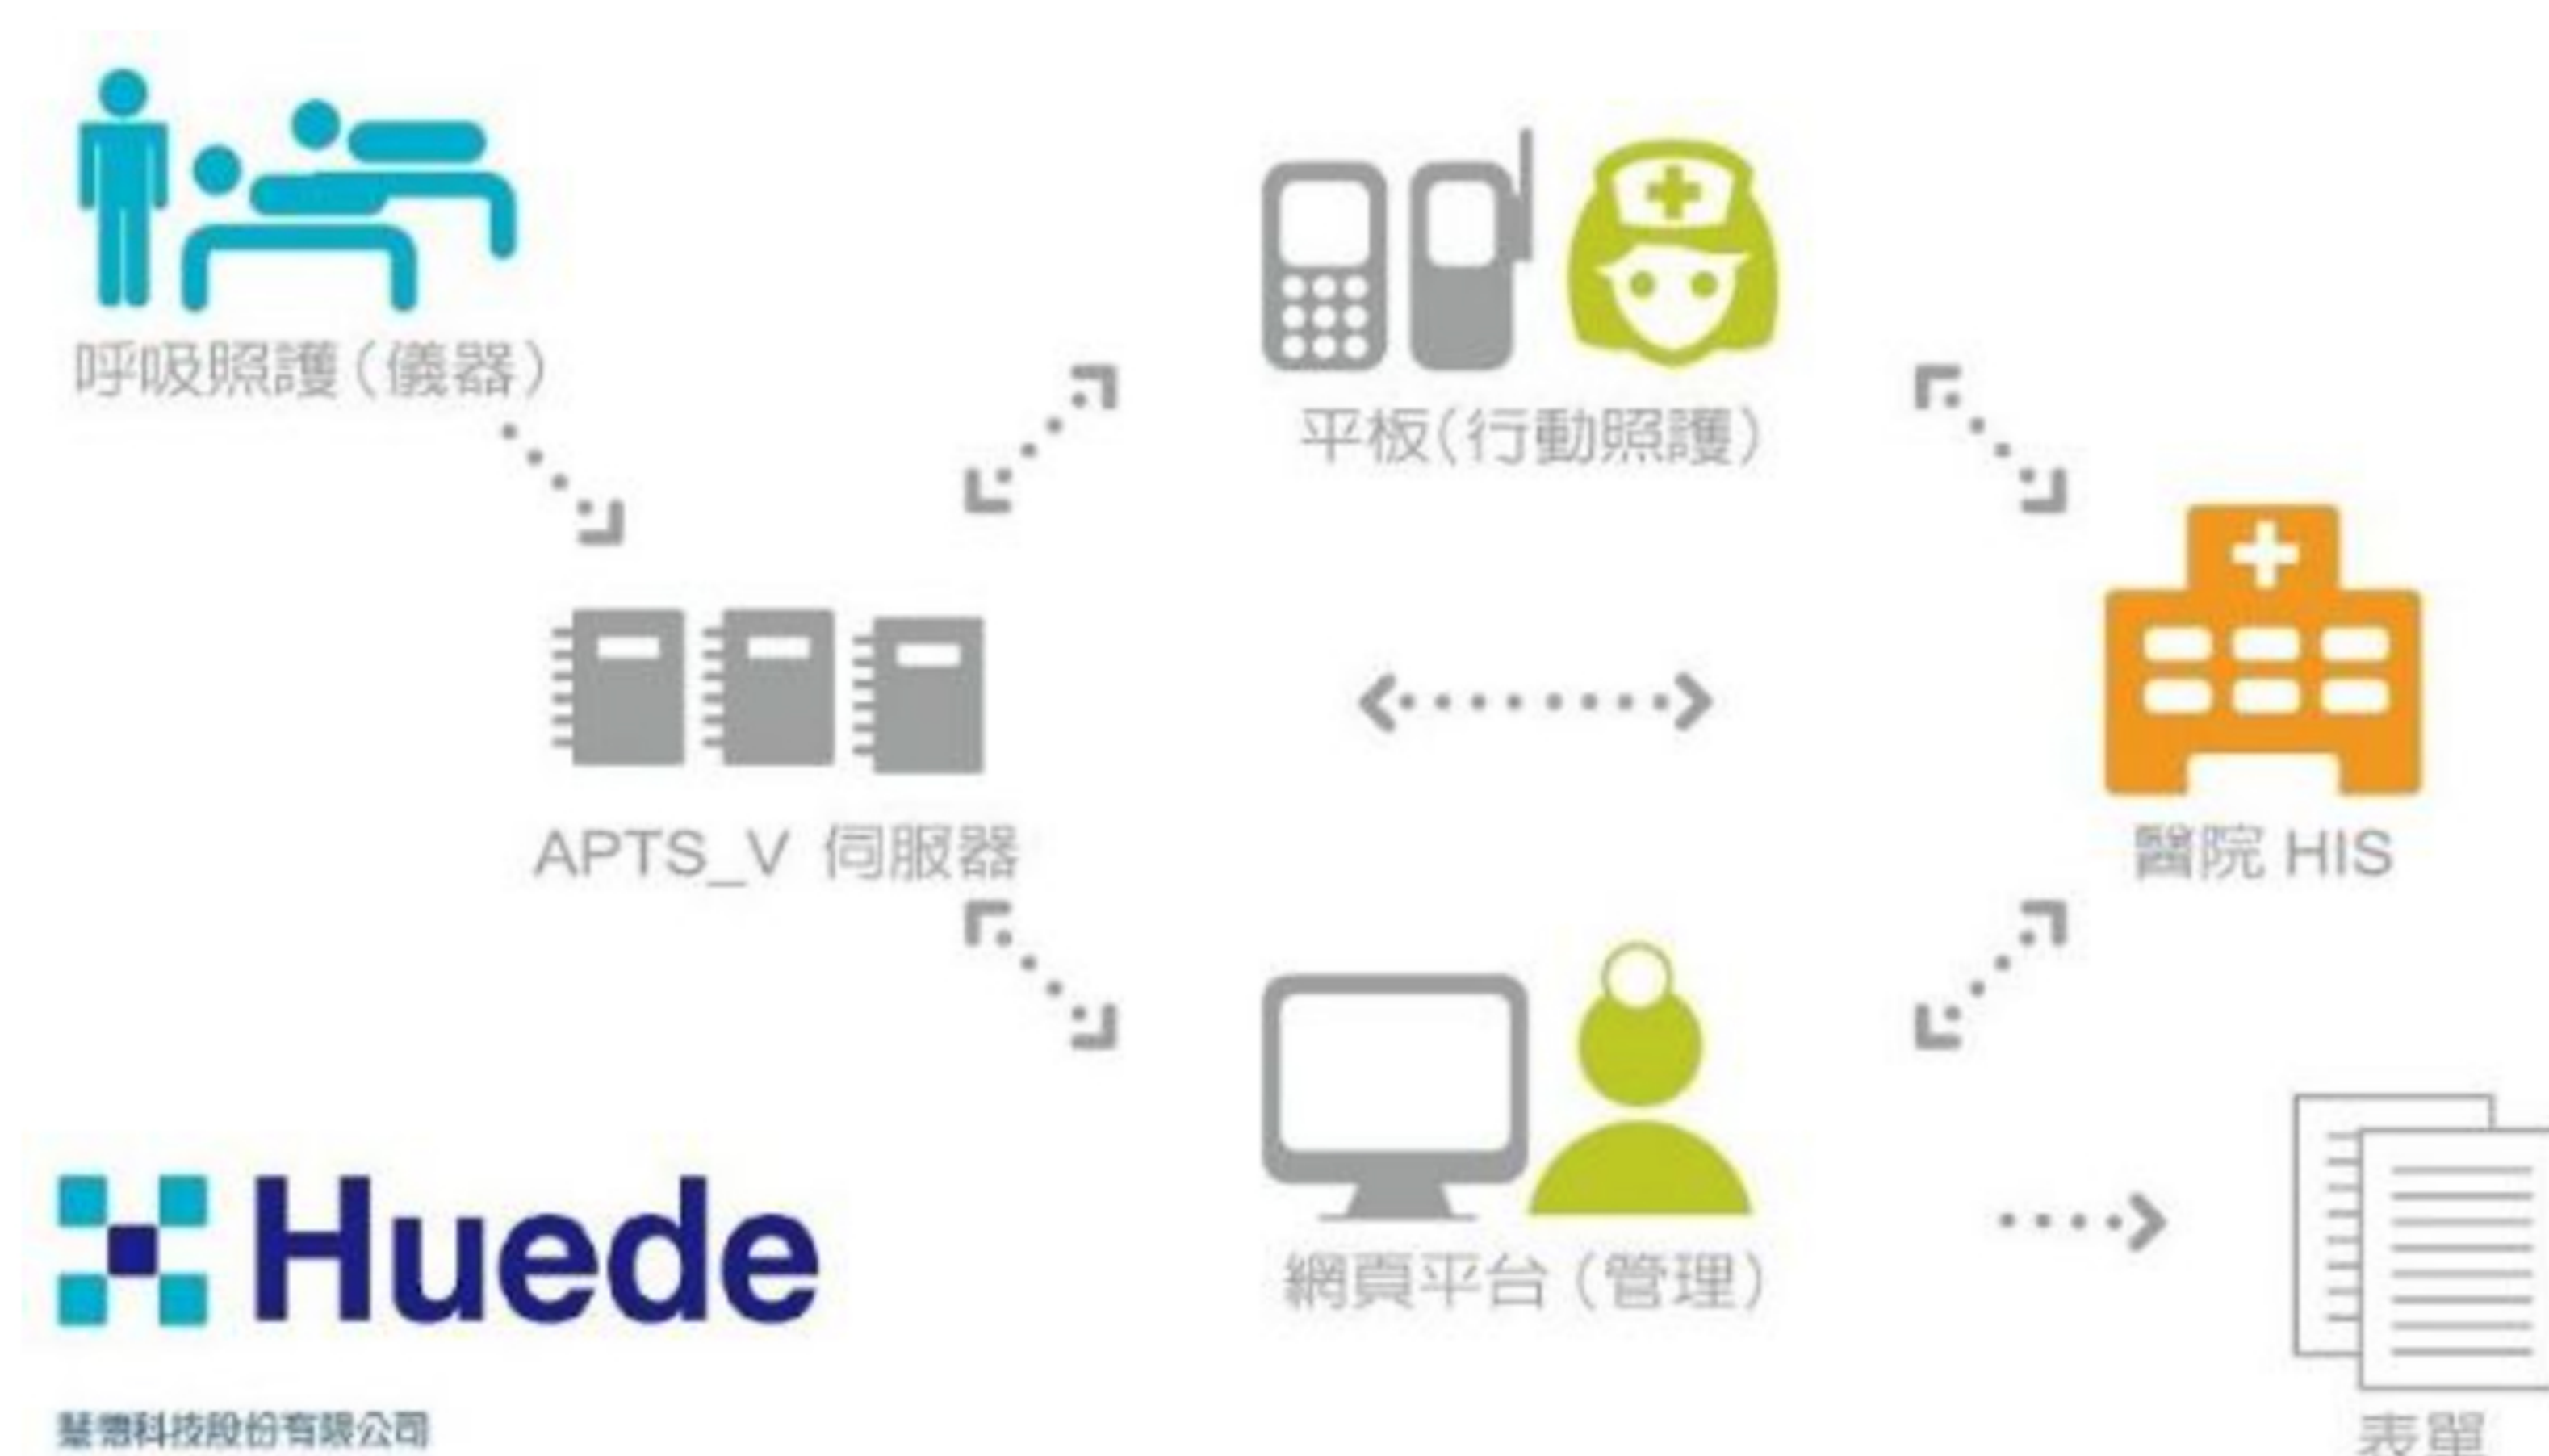 呼吸照護(儀器)
平板(行動照護)
APTS_V 伺服器
醫院 HIS
網頁平台(管理)
Huede
慧德科技股份有限公司
表單